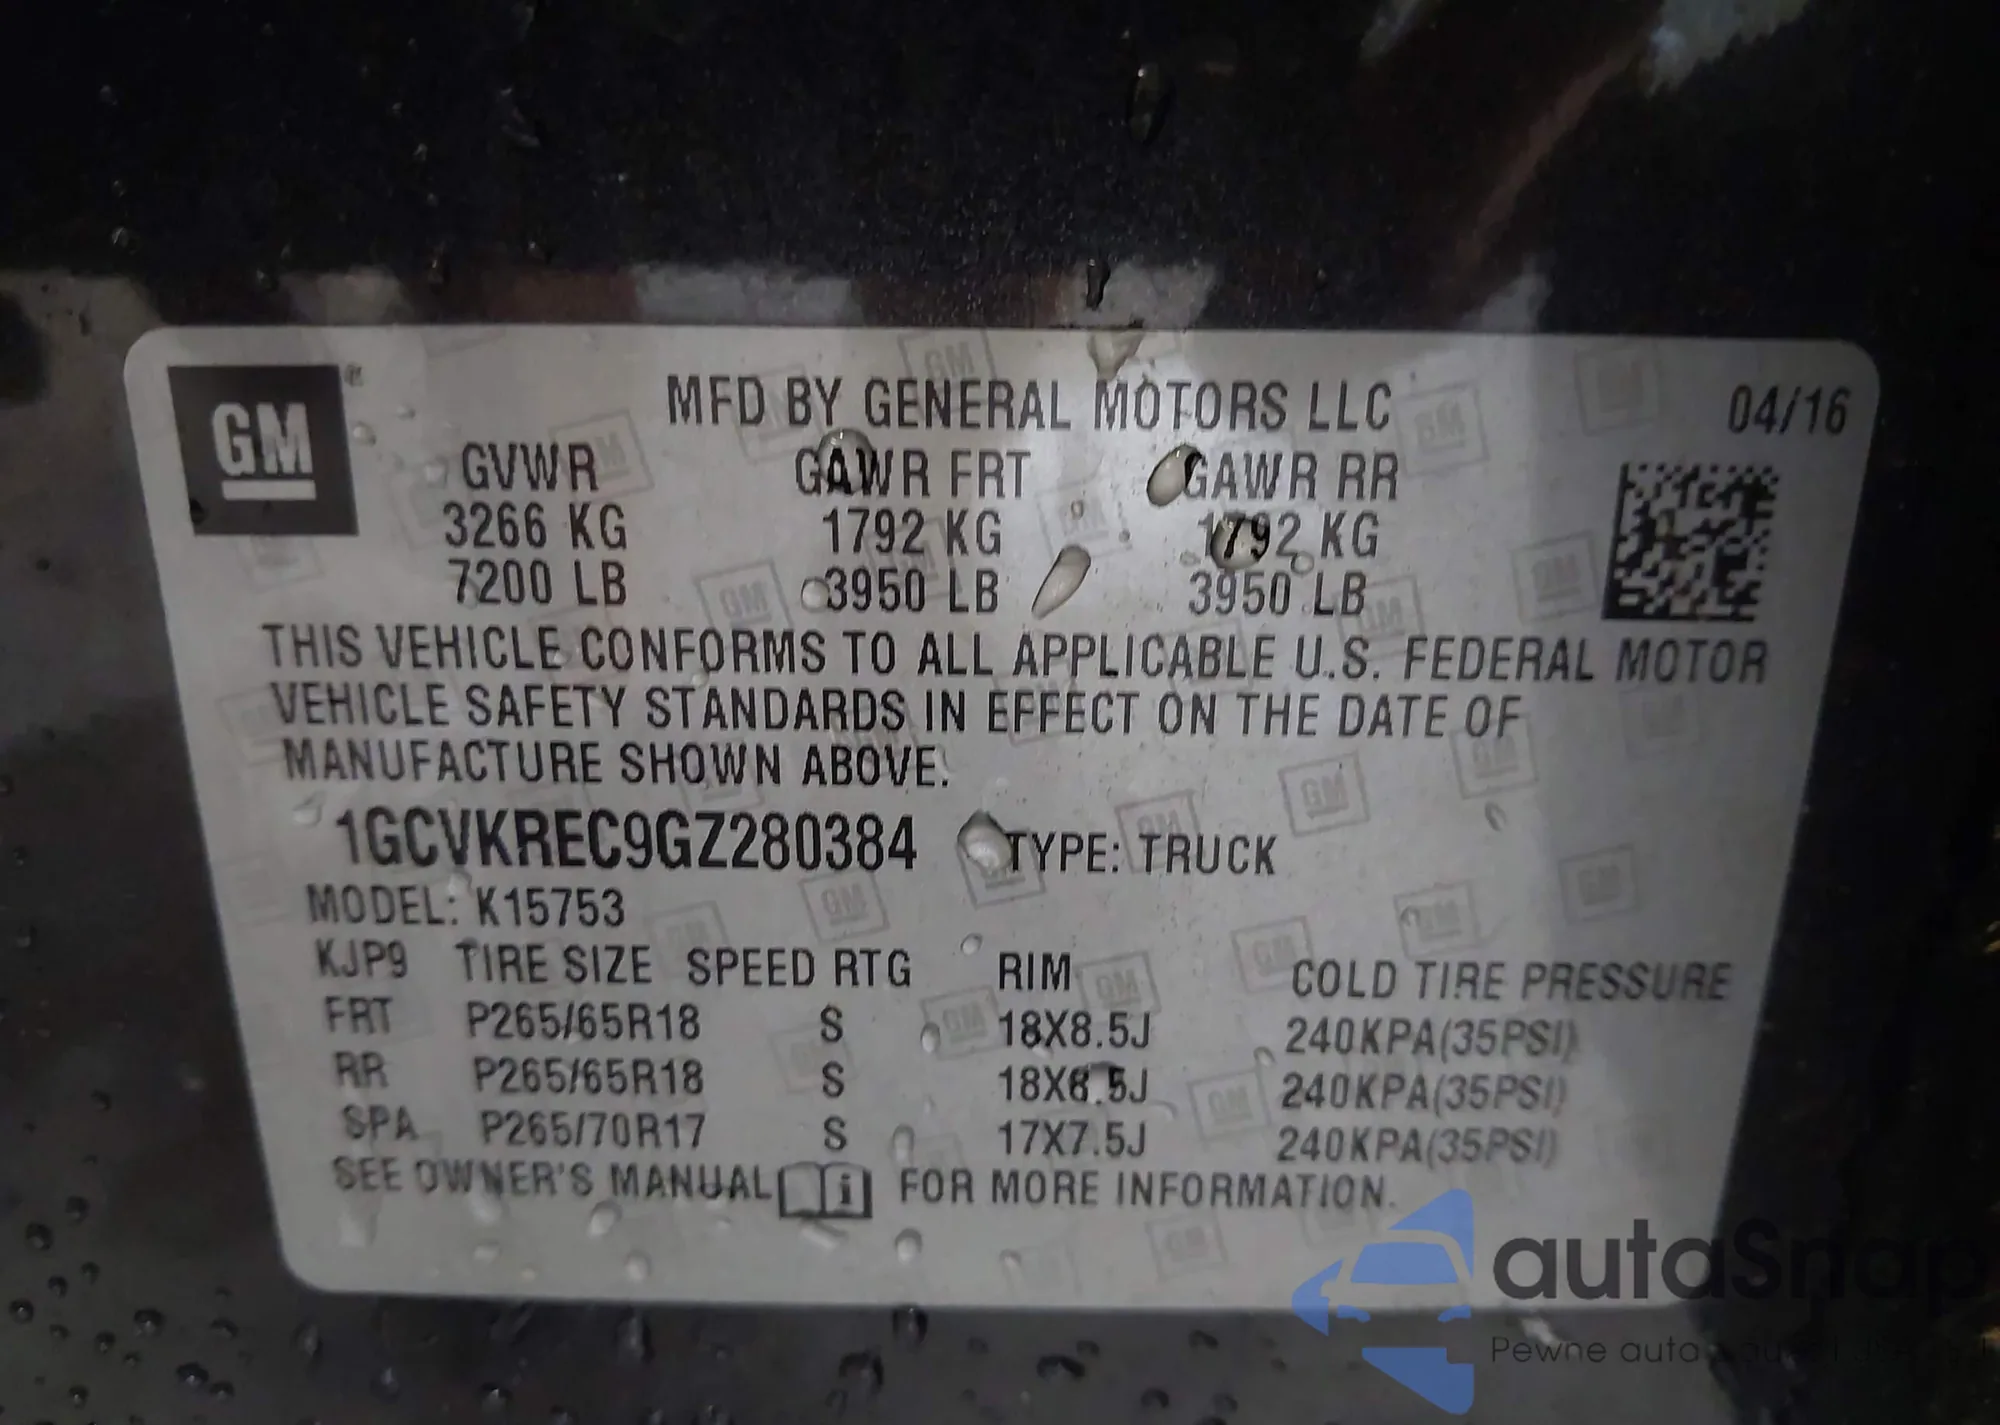 GM
MFD BY GENERAL MOTORS LLC 04/16
GVWR GAWR FRT GAWR RR
3266 KG 1792 KG 1792 KG
7200 LB 3950 LB 3950 LB
THIS VEHICLE CONFORMS TO ALL APPLICABLE U.S. FEDERAL MOTOR
VEHICLE SAFETY STANDARDS IN EFFECT ON THE DATE OF
MANUFACTURE SHOWN ABOVE.
1GCVKREC9GZ280384 TYPE: TRUCK
MODEL: K15753
KJP9 TIRE SIZE SPEED RTG RIM COLD TIRE PRESSURE
FRT P265/65R18 S 18X8.5J 240KPA(35PSI)
RR P265/65R18 S 18X8.5J 240KPA(35PSI)
SPA P265/70R17 S 17X7.5J 240KPA(35PSI)
SEE OWNER'S MANUAL i FOR MORE INFORMATION.
autaSnap
Pewne auta